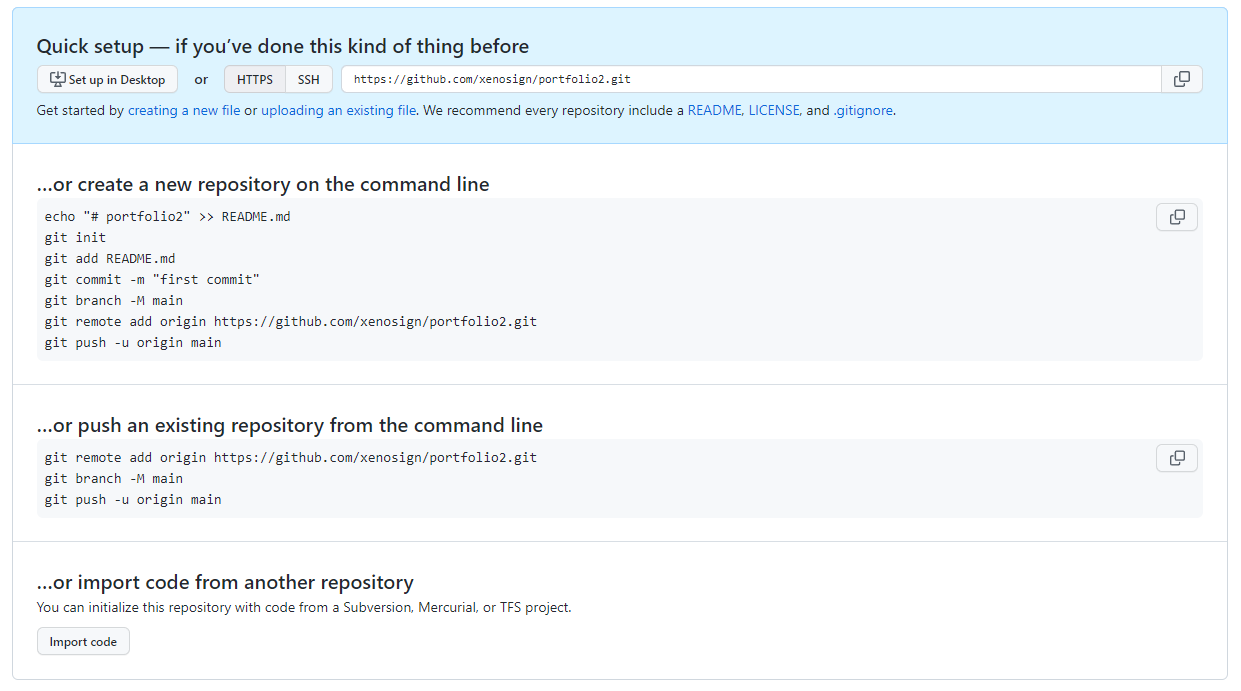 Quick setup — if you’ve done this kind of thing before
Set up in Desktop or HTTPS SSH https://github.com/xenosign/portfolio2.git
Get started by creating a new file or uploading an existing file. We recommend every repository include a README, LICENSE, and .gitignore.
…or create a new repository on the command line
echo "# portfolio2" >> README.md
git init
git add README.md
git commit -m "first commit"
git branch -M main
git remote add origin https://github.com/xenosign/portfolio2.git
git push -u origin main
…or push an existing repository from the command line
git remote add origin https://github.com/xenosign/portfolio2.git
git branch -M main
git push -u origin main
…or import code from another repository
You can initialize this repository with code from a Subversion, Mercurial, or TFS project.
Import code